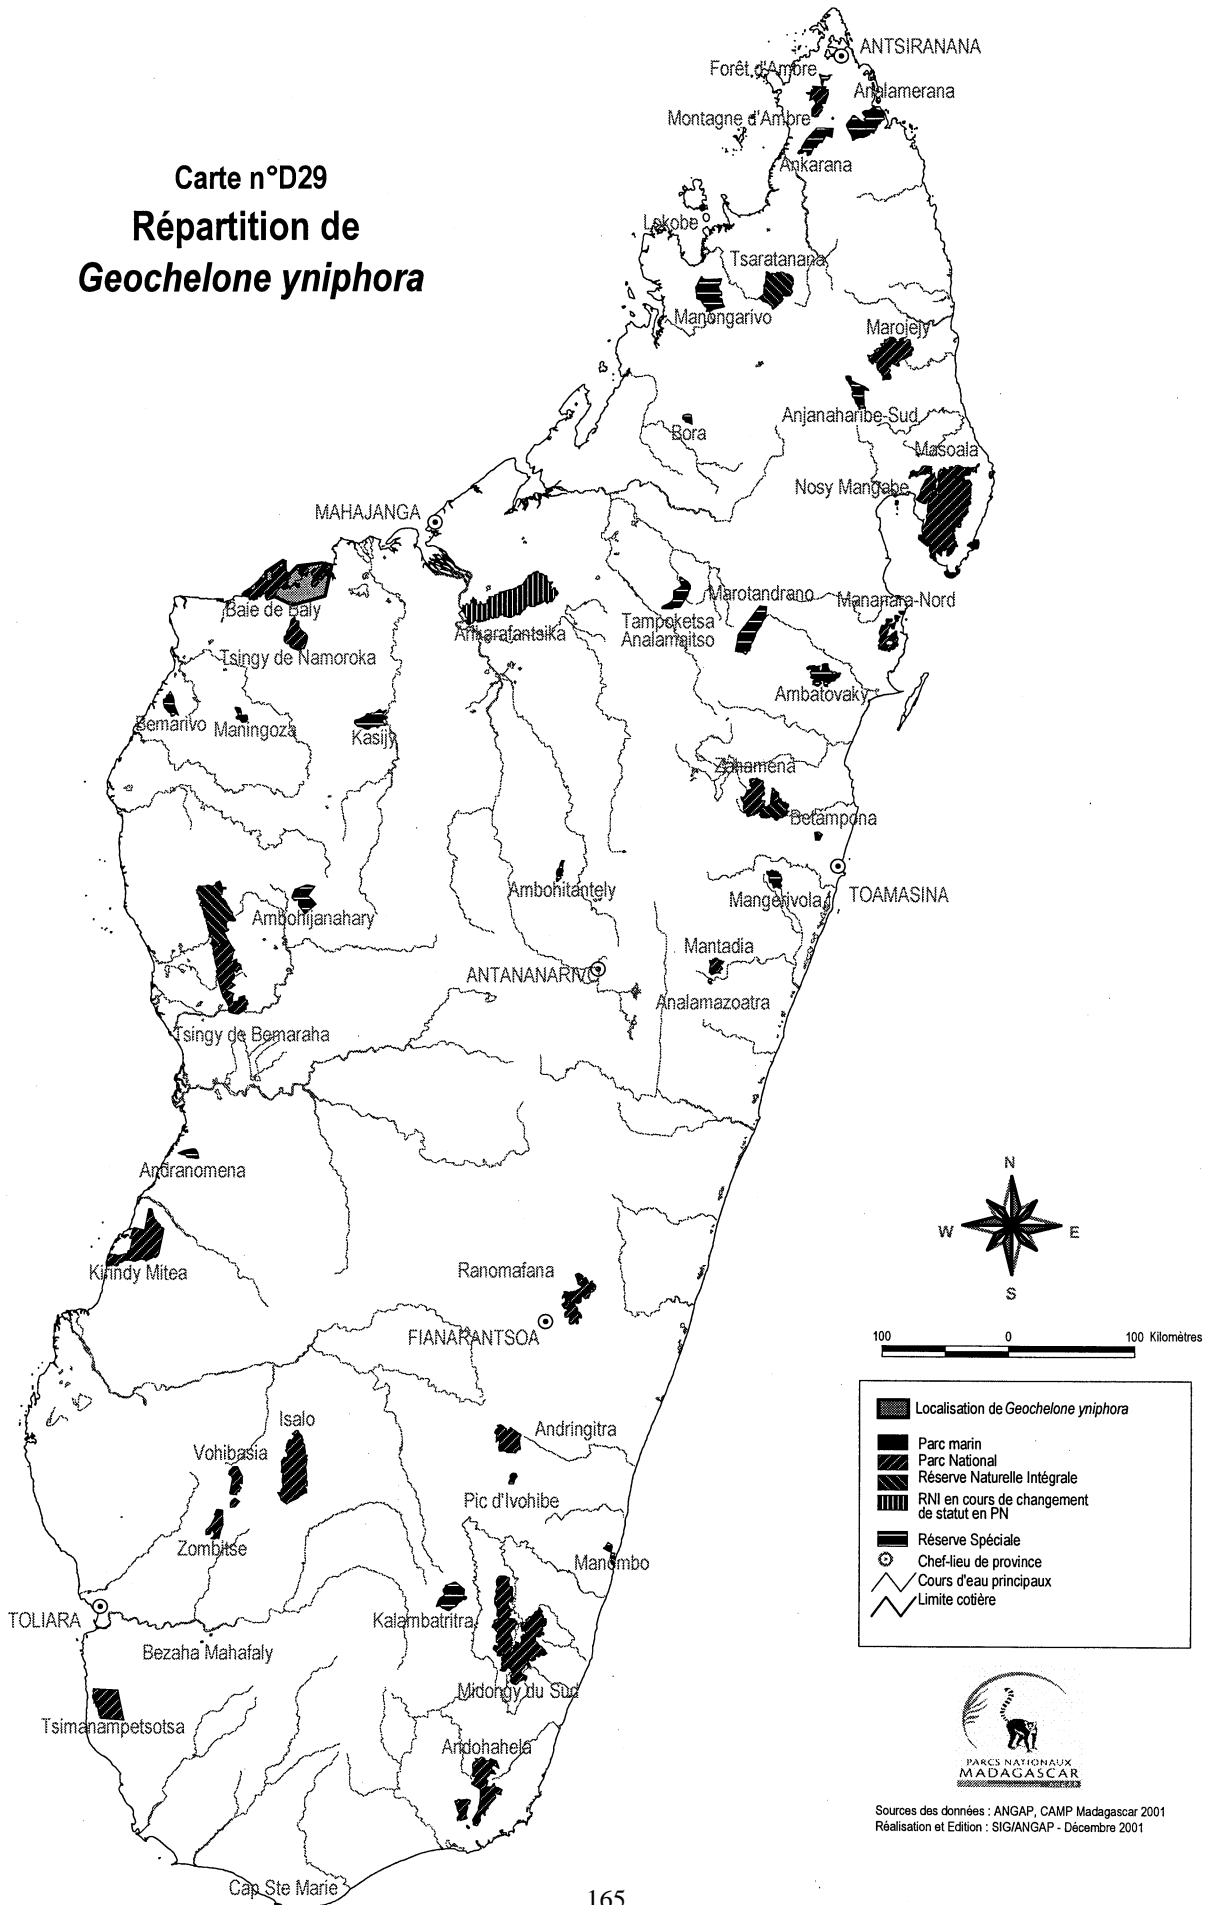 Carte n°D29
Répartition de
Geochelone yniphora
ANTSIRANANA
Forêt d'Ambre
Analamerana
Montagne d'Ambre
Ankarana
Lokobe
Tsaratanana
Manongarivo
Marojejy
Anjanaharibe-Sud
Bora
Masoala
Nosy Mangabe
MAHAJANGA
Baie de Baly
Ankarafantsika
Tampoketsa
Analamaitso
Marotandrano
Mananara-Nord
Tsingy de Namoroka
Ambatovaky
Bemarivo
Maningoza
Kasijy
Zahamena
Betampona
Ambohitantely
TOAMASINA
Mangerivola
Ambohijanahary
Mantadia
ANTANANARIVO
Analamazoatra
Tsingy de Bemaraha
Andranomena
Kirindy Mitea
Ranomafana
FIANARANTSOA
N
W
E
S
100
0
100 Kilomètres
Localisation de Geochelone yniphora
Parc marin
Parc National
Réserve Naturelle Intégrale
RNI en cours de changement
de statut en PN
Réserve Spéciale
Chef-lieu de province
Cours d'eau principaux
Limite cotière
Isalo
Vohibasia
Andringitra
Pic d'Ivohibe
Zombitse
Manombo
Kalambatritra
TOLIARA
Bezaha Mahafaly
Midongy du Sud
Tsimanampetsotsa
Andohahela
Cap Ste Marie
PARCS NATIONAUX
MADAGASCAR
ANGAP
Sources des données : ANGAP, CAMP Madagascar 2001
Réalisation et Edition : SIG/ANGAP - Décembre 2001
165